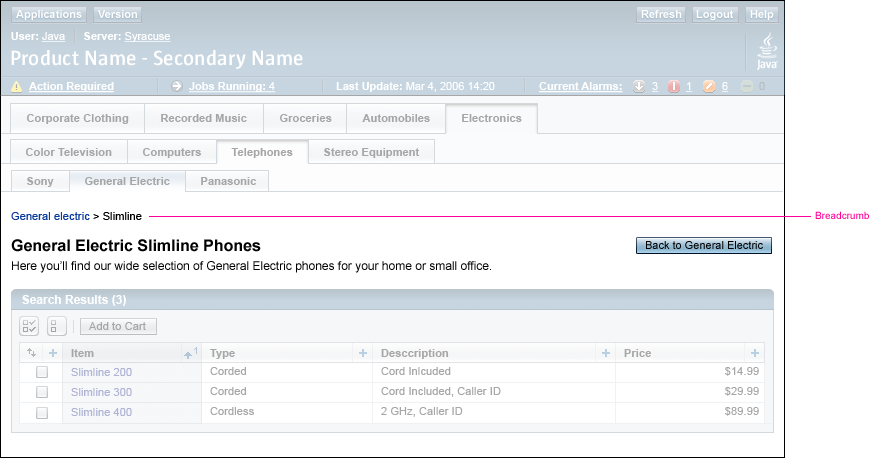 Applications Version Refresh Logout Help
User: Java Server: Syracuse
Product Name - Secondary Name
Java
Action Required Jobs Running: 4 Last Update: Mar 4, 2006 14:20 Current Alarms: 3 1 6 0
Corporate Clothing Recorded Music Groceries Automobiles Electronics
Color Television Computers Telephones Stereo Equipment
Sony General Electric Panasonic
General electric > Slimline Breadcrumb
General Electric Slimline Phones Back to General Electric
Here you'll find our wide selection of General Electric phones for your home or small office.
Search Results (3)
Add to Cart
Item 1 Type Desccription Price
Slimline 200 Corded Cord Inlcuded $14.99
Slimline 300 Corded Cord Included, Caller ID $29.99
Slimline 400 Cordless 2 GHz, Caller ID $89.99